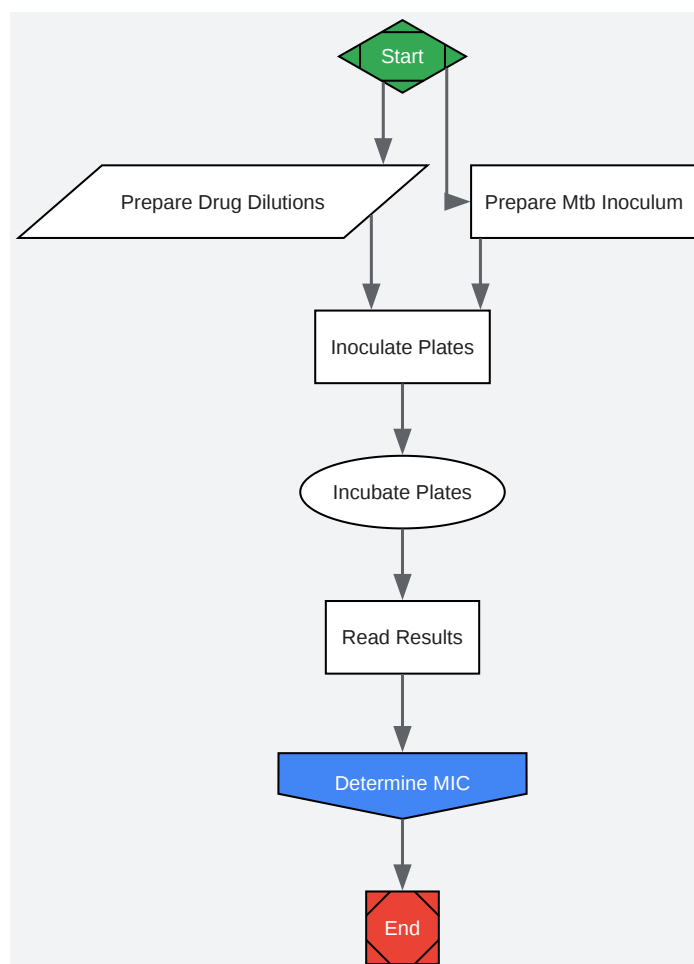 Start
Prepare Drug Dilutions
Prepare Mtb Inoculum
Inoculate Plates
Incubate Plates
Read Results
Determine MIC
End